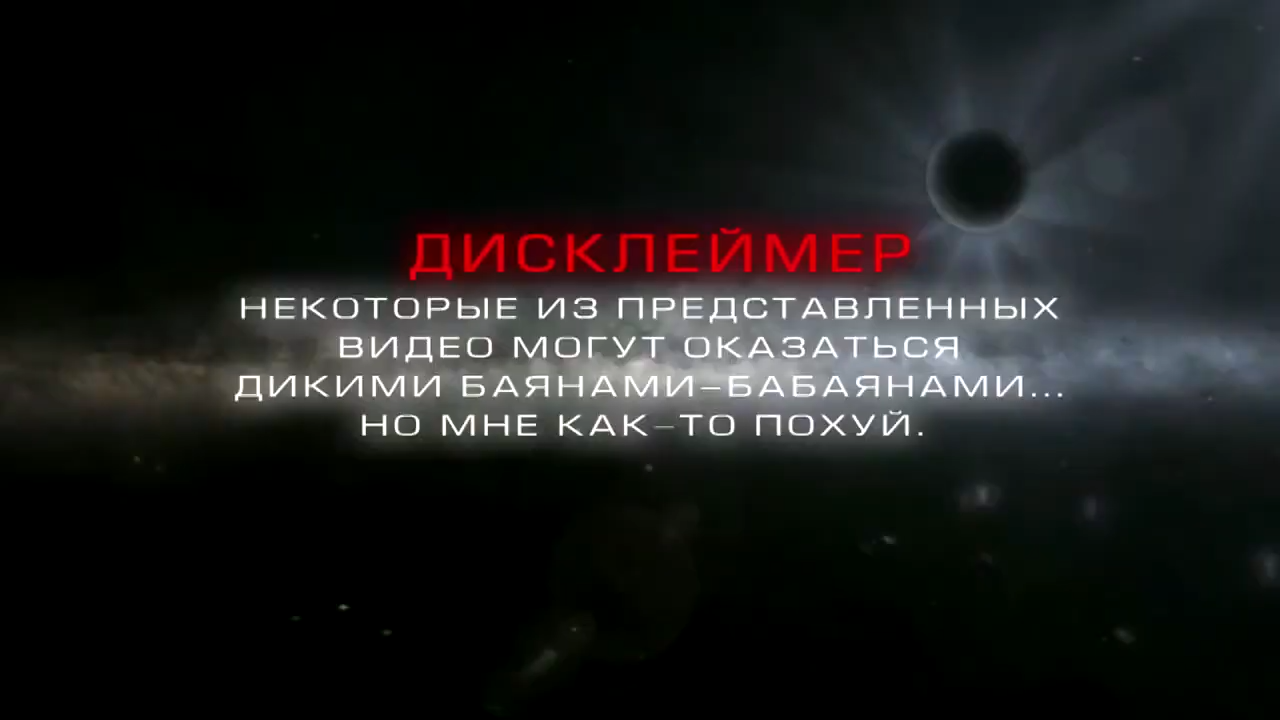 ДИСКЛЕЙМЕР
НЕКОТОРЫЕ ИЗ ПРЕДСТАВЛЕННЫХ
ВИДЕО МОГУТ ОКАЗАТЬСЯ
ДИКИМИ БАЯНАМИ–БАБАЯНАМИ...
НО МНЕ КАК–ТО ПОХУЙ.